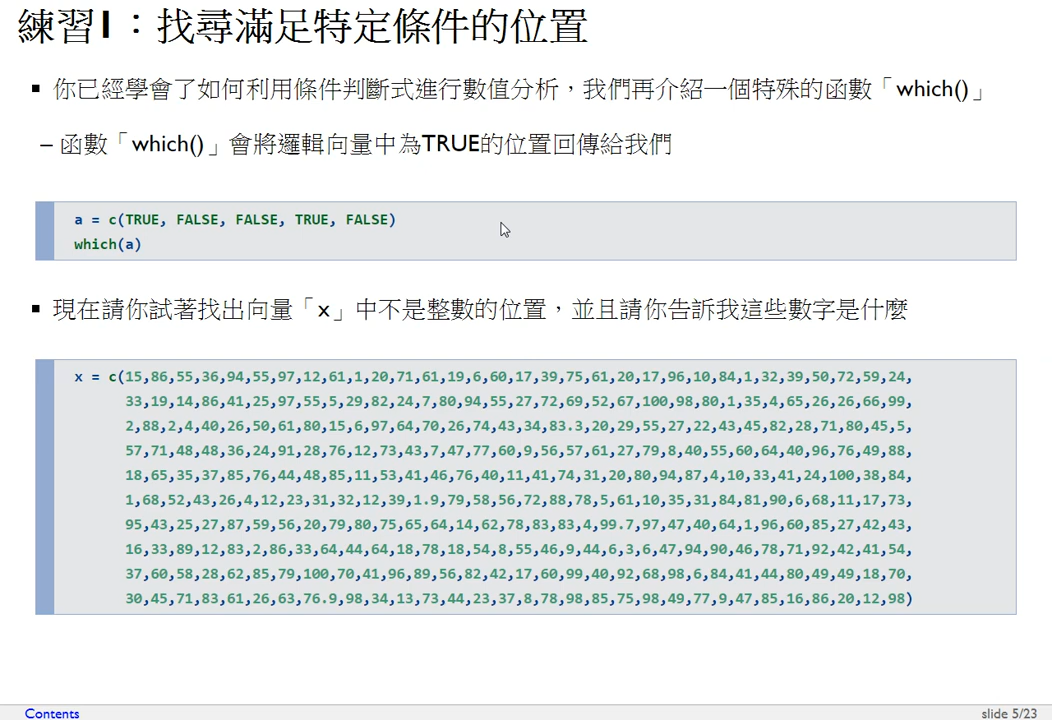 練習1：找尋滿足特定條件的位置
▪ 你已經學會了如何利用條件判斷式進行數值分析，我們再介紹一個特殊的函數「which()」
– 函數「which()」會將邏輯向量中為TRUE的位置回傳給我們
a = c(TRUE, FALSE, FALSE, TRUE, FALSE)
which(a)
▪ 現在請你試著找出向量「x」中不是整數的位置，並且請你告訴我這些數字是什麼
x = c(15,86,55,36,94,55,97,12,61,1,20,71,61,19,6,60,17,39,75,61,20,17,96,10,84,1,32,39,50,72,59,24,
33,19,14,86,41,25,97,55,5,29,82,24,7,80,94,55,27,72,69,52,67,100,98,80,1,35,4,65,26,26,66,99,
2,88,2,4,40,26,50,61,80,15,6,97,64,70,26,74,43,34,83.3,20,29,55,27,22,43,45,82,28,71,80,45,5,
57,71,48,48,36,24,91,28,76,12,73,43,7,47,77,60,9,56,57,61,27,79,8,40,55,60,64,40,96,76,49,88,
18,65,35,37,85,76,44,48,85,11,53,41,46,76,40,11,41,74,31,20,80,94,87,4,10,33,41,24,100,38,84,
1,68,52,43,26,4,12,23,31,32,12,39,1.9,79,58,56,72,88,78,5,61,10,35,31,84,81,90,6,68,11,17,73,
95,43,25,27,87,59,56,20,79,80,75,65,64,14,62,78,83,83,4,99.7,97,47,40,64,1,96,60,85,27,42,43,
16,33,89,12,83,2,86,33,64,44,64,18,78,18,54,8,55,46,9,44,6,3,6,47,94,90,46,78,71,92,42,41,54,
37,60,58,28,62,85,79,100,70,41,96,89,56,82,42,17,60,99,40,92,68,98,6,84,41,44,80,49,49,18,70,
30,45,71,83,61,26,63,76.9,98,34,13,73,44,23,37,8,78,98,85,75,98,49,77,9,47,85,16,86,20,12,98)
Contents
slide 5/23